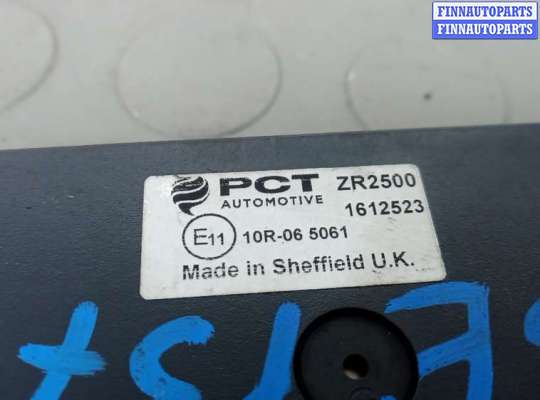 FINNAUTOPARTS
FINNAUTOPARTS
PCT ZR2500
AUTOMOTIVE 1612523
E11 10R-06 5061
Made in Sheffield U.K.